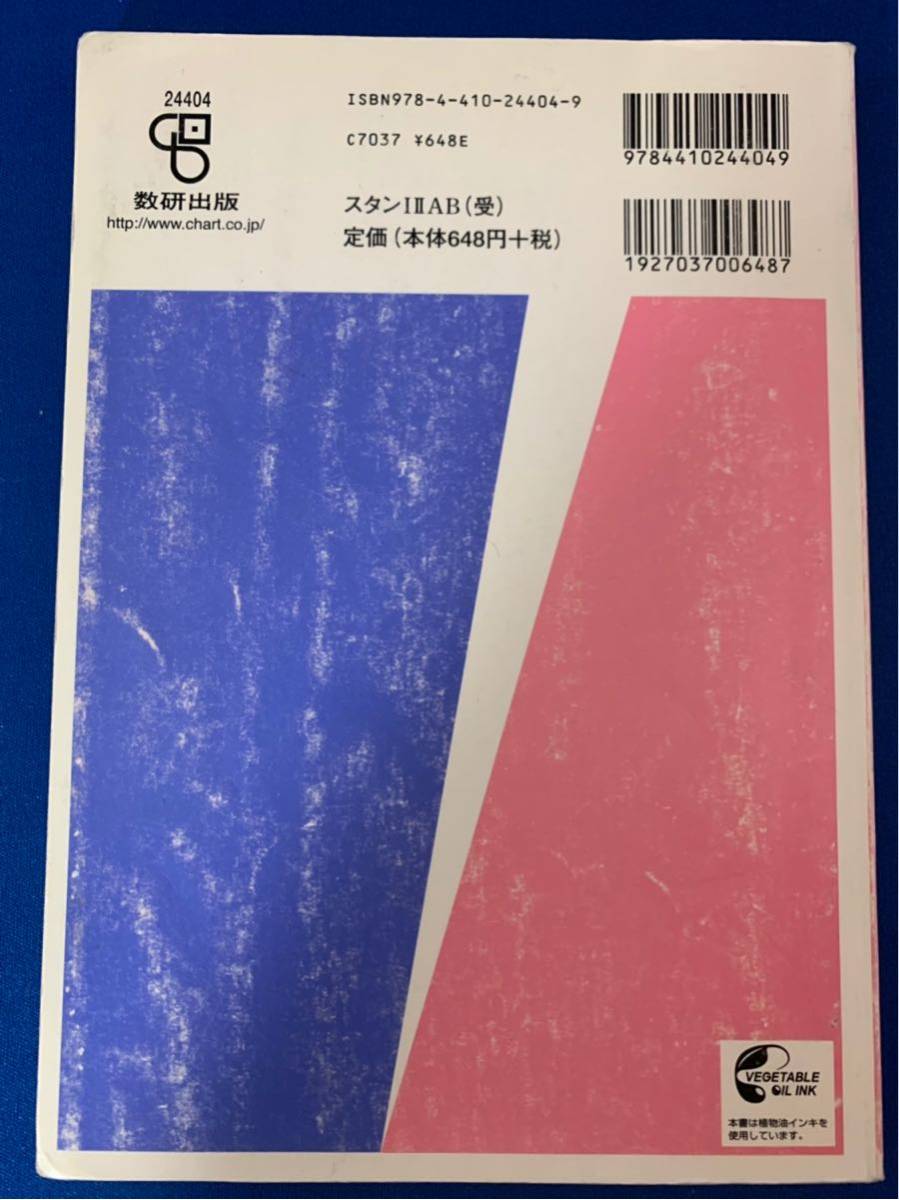 24404
数研出版
http://www.chart.co.jp/
ISBN978-4-410-24404-9
C7037 ¥648E
スタンⅠⅡAB(受)
定価(本体648円+税)
9784410244049
1927037006487
VEGETABLE
OIL INK
本書は植物油インキを
使用しています。